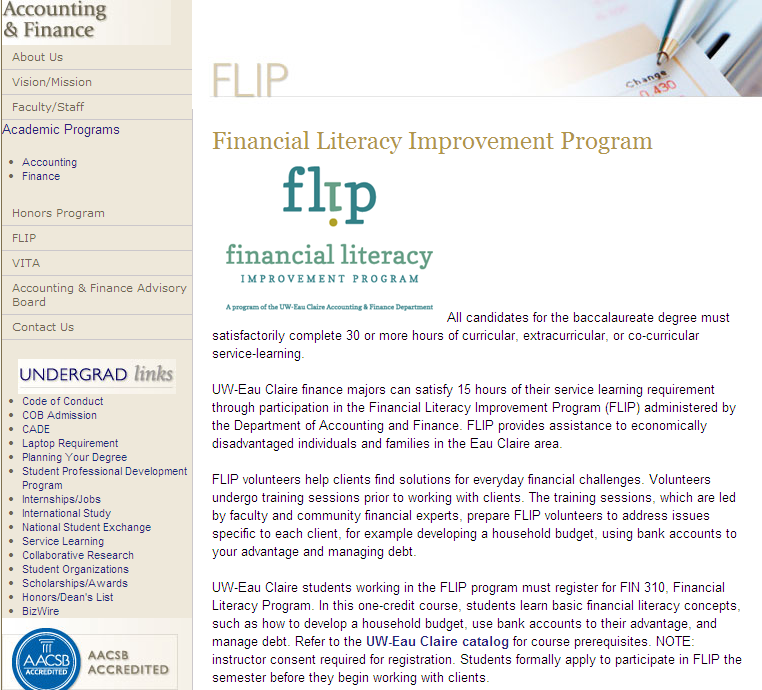 Accounting
& Finance
About Us
Vision/Mission
Faculty/Staff
Academic Programs
Accounting
Finance
Honors Program
FLIP
VITA
Accounting & Finance Advisory
Board
Contact Us
UNDERGRAD links
Code of Conduct
COB Admission
CADE
Laptop Requirement
Planning Your Degree
Student Professional Development
Program
Internships/Jobs
International Study
National Student Exchange
Service Learning
Collaborative Research
Student Organizations
Scholarships/Awards
Honors/Dean's List
BizWire
AACSB
ACCREDITED
AACSB
ACCREDITED
FLIP
Change
0.430
Financial Literacy Improvement Program
flip
financial literacy
IMPROVEMENT PROGRAM
A program of the UW-Eau Claire Accounting & Finance Department
All candidates for the baccalaureate degree must
satisfactorily complete 30 or more hours of curricular, extracurricular, or co-curricular
service-learning.
UW-Eau Claire finance majors can satisfy 15 hours of their service learning requirement
through participation in the Financial Literacy Improvement Program (FLIP) administered by
the Department of Accounting and Finance. FLIP provides assistance to economically
disadvantaged individuals and families in the Eau Claire area.
FLIP volunteers help clients find solutions for everyday financial challenges. Volunteers
undergo training sessions prior to working with clients. The training sessions, which are led
by faculty and community financial experts, prepare FLIP volunteers to address issues
specific to each client, for example developing a household budget, using bank accounts to
your advantage and managing debt.
UW-Eau Claire students working in the FLIP program must register for FIN 310, Financial
Literacy Program. In this one-credit course, students learn basic financial literacy concepts,
such as how to develop a household budget, use bank accounts to their advantage, and
manage debt. Refer to the UW-Eau Claire catalog for course prerequisites. NOTE:
instructor consent required for registration. Students formally apply to participate in FLIP the
semester before they begin working with clients.